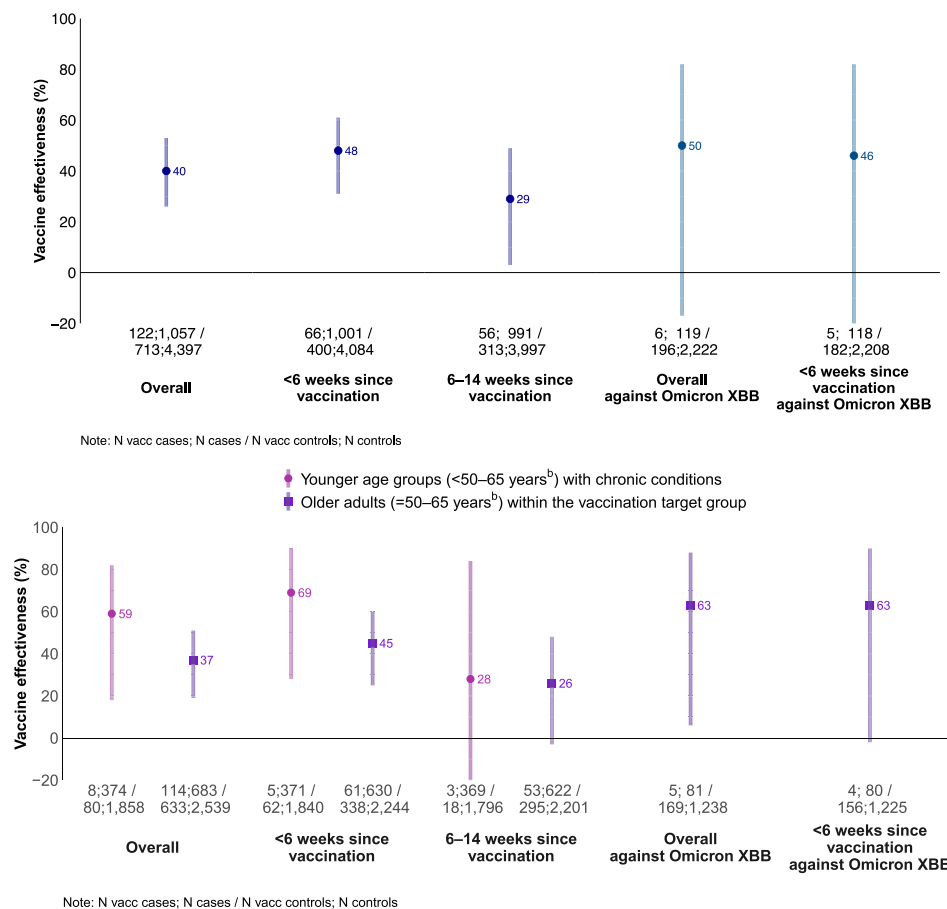 100
80
60
40
20
0
−20
Vaccine effectiveness (%)
40
48
29
50
46
122;1,057 /
713;4,397
66;1,001 /
400;4,084
56; 991 /
313;3,997
6; 119 /
196;2,222
5; 118 /
182;2,208
Overall
<6 weeks since
vaccination
6–14 weeks since
vaccination
Overall
against Omicron XBB
<6 weeks since
vaccination
against Omicron XBB
Note: N vacc cases; N cases / N vacc controls; N controls
Younger age groups (<50–65 yearsᵇ) with chronic conditions
Older adults (=50–65 yearsᵇ) within the vaccination target group
100
80
60
40
20
0
−20
Vaccine effectiveness (%)
59
37
69
45
28
26
63
63
8;374 /
80;1,858
114;683 /
633;2,539
5;371 /
62;1,840
61;630 /
338;2,244
3;369 /
18;1,796
53;622 /
295;2,201
5; 81 /
169;1,238
4; 80 /
156;1,225
Overall
<6 weeks since
vaccination
6–14 weeks since
vaccination
Overall
against Omicron XBB
<6 weeks since
vaccination
against Omicron XBB
Note: N vacc cases; N cases / N vacc controls; N controls